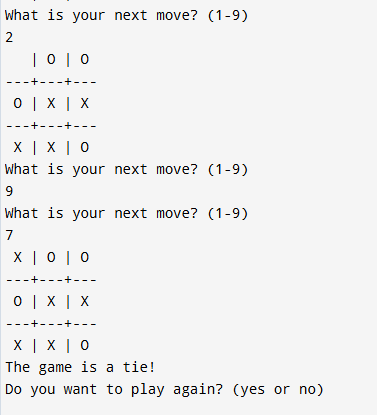 What is your next move? (1-9)
2
   | O | O
---+---+---
 O | X | X
---+---+---
 X | X | O
What is your next move? (1-9)
9
What is your next move? (1-9)
7
 X | O | O
---+---+---
 O | X | X
---+---+---
 X | X | O
The game is a tie!
Do you want to play again? (yes or no)